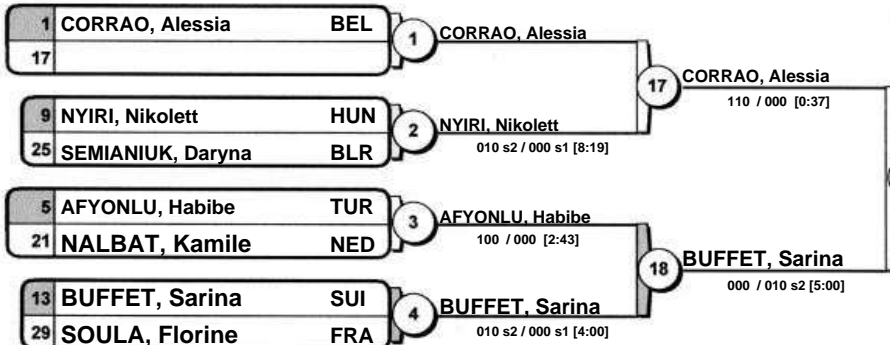 1 CORRAO, Alessia BEL
17
1 CORRAO, Alessia
9 NYIRI, Nikolett HUN
25 SEMIANIUK, Daryna BLR
2 NYIRI, Nikolett
010 s2 / 000 s1 [8:19]
17 CORRAO, Alessia
110 / 000 [0:37]
5 AFYONLU, Habibe TUR
21 NALBAT, Kamile NED
3 AFYONLU, Habibe
100 / 000 [2:43]
13 BUFFET, Sarina SUI
29 SOULA, Florine FRA
4 BUFFET, Sarina
010 s2 / 000 s1 [4:00]
18 BUFFET, Sarina
000 / 010 s2 [5:00]